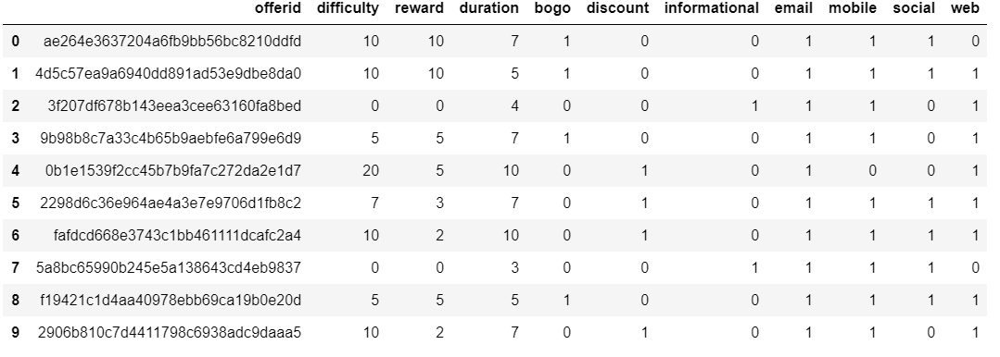 offerid difficulty reward duration bogo discount informational email mobile social web
0 ae264e3637204a6fb9bb56bc8210ddfd 10 10 7 1 0 0 1 1 1 0
1 4d5c57ea9a6940dd891ad53e9dbe8da0 10 10 5 1 0 0 1 1 1 1
2 3f207df678b143eea3cee63160fa8bed 0 0 4 0 0 1 1 1 0 1
3 9b98b8c7a33c4b65b9aebfe6a799e6d9 5 5 7 1 0 0 1 1 0 1
4 0b1e1539f2cc45b7b9fa7c272da2e1d7 20 5 10 0 1 0 1 0 0 1
5 2298d6c36e964ae4a3e7e9706d1fb8c2 7 3 7 0 1 0 1 1 1 1
6 fafdcd668e3743c1bb461111dcafc2a4 10 2 10 0 1 0 1 1 1 1
7 5a8bc65990b245e5a138643cd4eb9837 0 0 3 0 0 1 1 1 1 0
8 f19421c1d4aa40978ebb69ca19b0e20d 5 5 5 1 0 0 1 1 1 1
9 2906b810c7d4411798c6938adc9daaa5 10 2 7 0 1 0 1 1 0 1